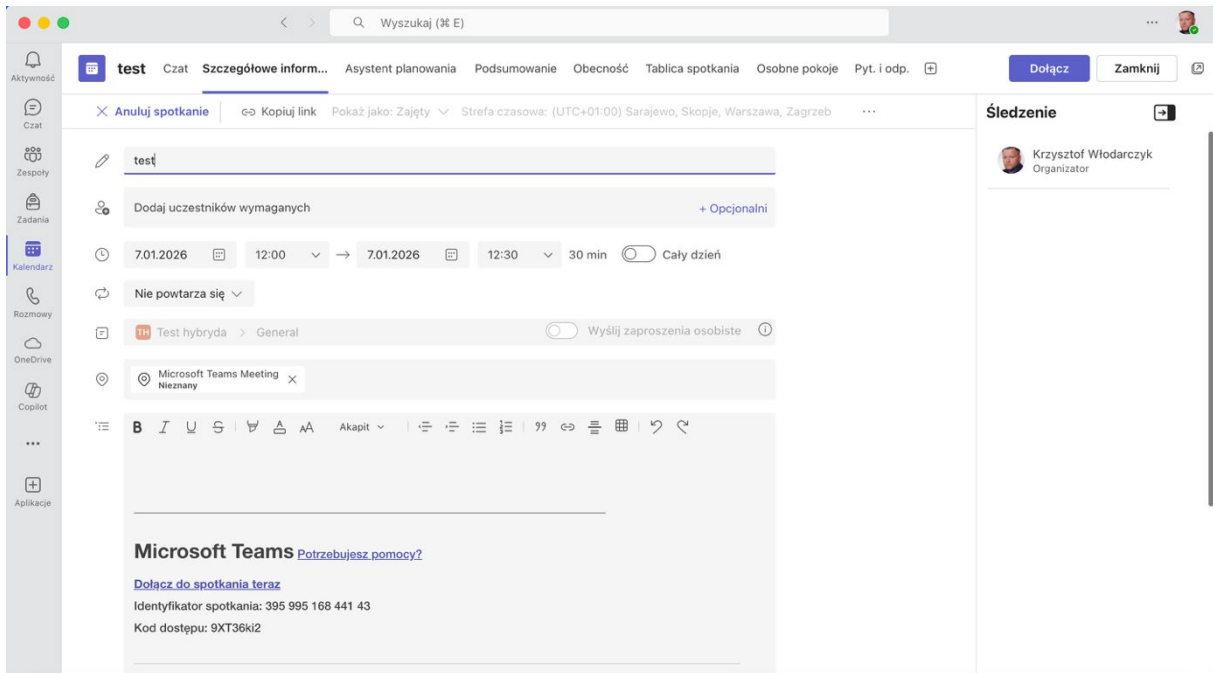 Wyszukaj (⌘ E)
Aktywność
Czat
Zespoły
Zadania
Kalendarz
Rozmowy
OneDrive
Copilot
Aplikacje
test Czat Szczegółowe inform... Asystent planowania Podsumowanie Obecność Tablica spotkania Osobne pokoje Pyt. i odp. Dołącz Zamknij
Anuluj spotkanie Kopiuj link Pokaż jako: Zajęty Strefa czasowa: (UTC+01:00) Sarajewo, Skopje, Warszawa, Zagrzeb ...
test
Dodaj uczestników wymaganych + Opcjonalni
7.01.2026 12:00 → 7.01.2026 12:30 30 min Cały dzień
Nie powtarza się
TH Test hybryda > General Wyślij zaproszenia osobiste
Microsoft Teams Meeting
Nieznany
B I U S A AA Akapit
Microsoft Teams Potrzebujesz pomocy?
Dołącz do spotkania teraz
Identyfikator spotkania: 395 995 168 441 43
Kod dostępu: 9XT36ki2
Śledzenie
Krzysztof Włodarczyk
Organizator